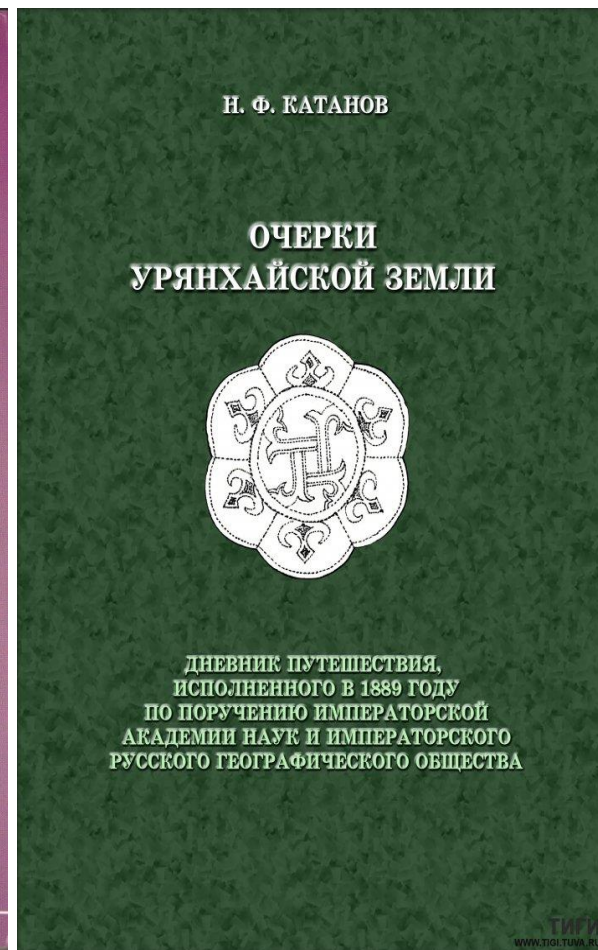 Н. Ф. КАТАНОВ
ОЧЕРКИ
УРЯНХАЙСКОЙ ЗЕМЛИ
ДНЕВНИК ПУТЕШЕСТВИЯ,
ИСПОЛНЕННОГО В 1889 ГОДУ
ПО ПОРУЧЕНИЮ ИМПЕРАТОРСКОЙ
АКАДЕМИИ НАУК И ИМПЕРАТОРСКОГО
РУССКОГО ГЕОГРАФИЧЕСКОГО ОБЩЕСТВА
ТИГИ
WWW.TIGI.TUVA.RU